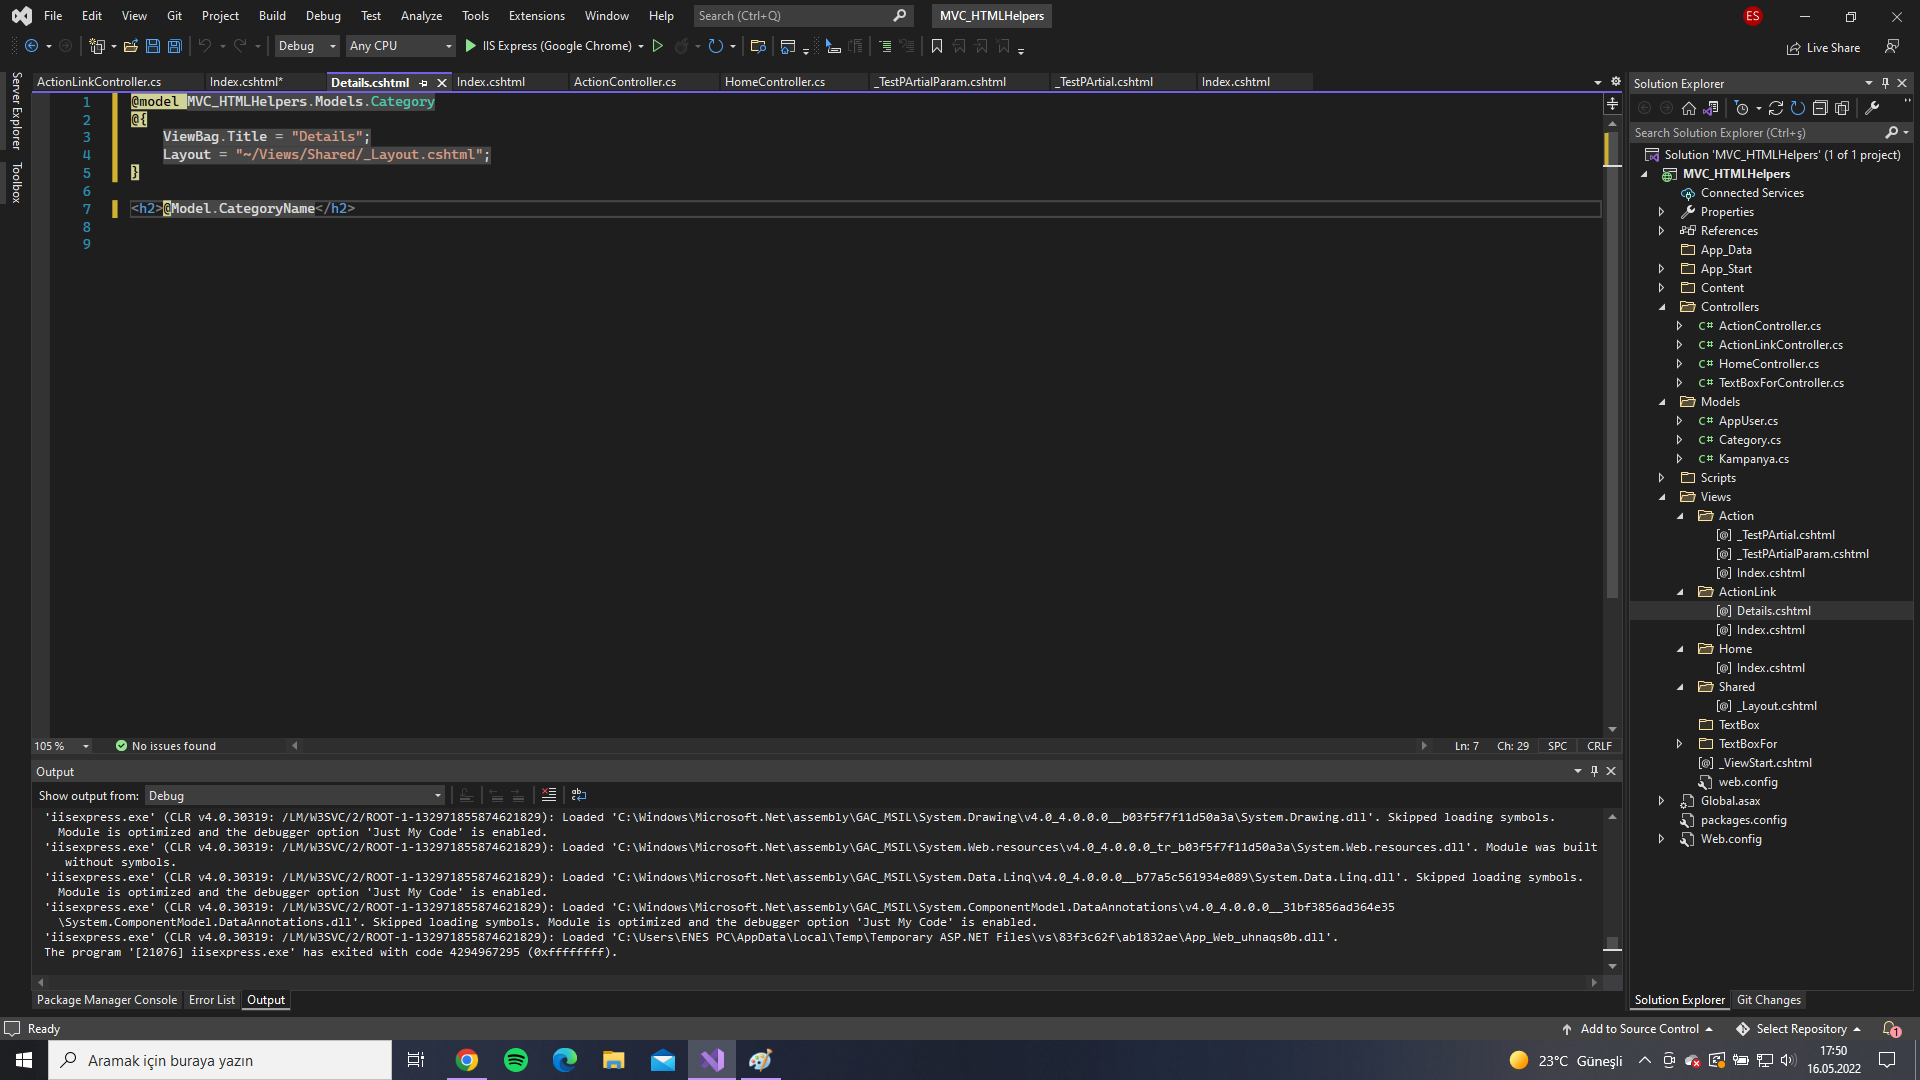 File Edit View Git Project Build Debug Test Analyze Tools Extensions Window Help Search (Ctrl+Q) MVC_HTMLHelpers ES
Debug Any CPU IIS Express (Google Chrome) Live Share
Server Explorer
Toolbox
ActionLinkController.cs Index.cshtml* Details.cshtml Index.cshtml ActionController.cs HomeController.cs _TestPArtialParam.cshtml _TestPArtial.cshtml Index.cshtml
1 @model MVC_HTMLHelpers.Models.Category
2 @{
3 ViewBag.Title = "Details";
4 Layout = "~/Views/Shared/_Layout.cshtml";
5 }
6
7 <h2>@Model.CategoryName</h2>
8
9
105 % No issues found Ln: 7 Ch: 29 SPC CRLF
Output
Show output from: Debug
'iisexpress.exe' (CLR v4.0.30319: /LM/W3SVC/2/ROOT-1-132971855874621829): Loaded 'C:\Windows\Microsoft.Net\assembly\GAC_MSIL\System.Drawing\v4.0_4.0.0.0__b03f5f7f11d50a3a\System.Drawing.dll'. Skipped loading symbols.
Module is optimized and the debugger option 'Just My Code' is enabled.
'iisexpress.exe' (CLR v4.0.30319: /LM/W3SVC/2/ROOT-1-132971855874621829): Loaded 'C:\Windows\Microsoft.Net\assembly\GAC_MSIL\System.Web.resources\v4.0_4.0.0.0_tr_b03f5f7f11d50a3a\System.Web.resources.dll'. Module was built
without symbols.
'iisexpress.exe' (CLR v4.0.30319: /LM/W3SVC/2/ROOT-1-132971855874621829): Loaded 'C:\Windows\Microsoft.Net\assembly\GAC_MSIL\System.Data.Linq\v4.0_4.0.0.0__b77a5c561934e089\System.Data.Linq.dll'. Skipped loading symbols.
Module is optimized and the debugger option 'Just My Code' is enabled.
'iisexpress.exe' (CLR v4.0.30319: /LM/W3SVC/2/ROOT-1-132971855874621829): Loaded 'C:\Windows\Microsoft.Net\assembly\GAC_MSIL\System.ComponentModel.DataAnnotations\v4.0_4.0.0.0__31bf3856ad364e35
\System.ComponentModel.DataAnnotations.dll'. Skipped loading symbols. Module is optimized and the debugger option 'Just My Code' is enabled.
'iisexpress.exe' (CLR v4.0.30319: /LM/W3SVC/2/ROOT-1-132971855874621829): Loaded 'C:\Users\ENES PC\AppData\Local\Temp\Temporary ASP.NET Files\vs\83f3c62f\ab1832ae\App_Web_uhnaqs0b.dll'.
The program '[21076] iisexpress.exe' has exited with code 4294967295 (0xffffffff).
Package Manager Console Error List Output
Solution Explorer
Search Solution Explorer (Ctrl+ş)
Solution 'MVC_HTMLHelpers' (1 of 1 project)
MVC_HTMLHelpers
Connected Services
Properties
References
App_Data
App_Start
Content
Controllers
C# ActionController.cs
C# ActionLinkController.cs
C# HomeController.cs
C# TextBoxForController.cs
Models
C# AppUser.cs
C# Category.cs
C# Kampanya.cs
Scripts
Views
Action
[@] _TestPArtial.cshtml
[@] _TestPArtialParam.cshtml
[@] Index.cshtml
ActionLink
[@] Details.cshtml
[@] Index.cshtml
Home
[@] Index.cshtml
Shared
[@] _Layout.cshtml
TextBox
TextBoxFor
[@] _ViewStart.cshtml
web.config
Global.asax
packages.config
Web.config
Solution Explorer Git Changes
Ready Add to Source Control Select Repository 1
Aramak için buraya yazın 23°C Güneşli 17:50
16.05.2022